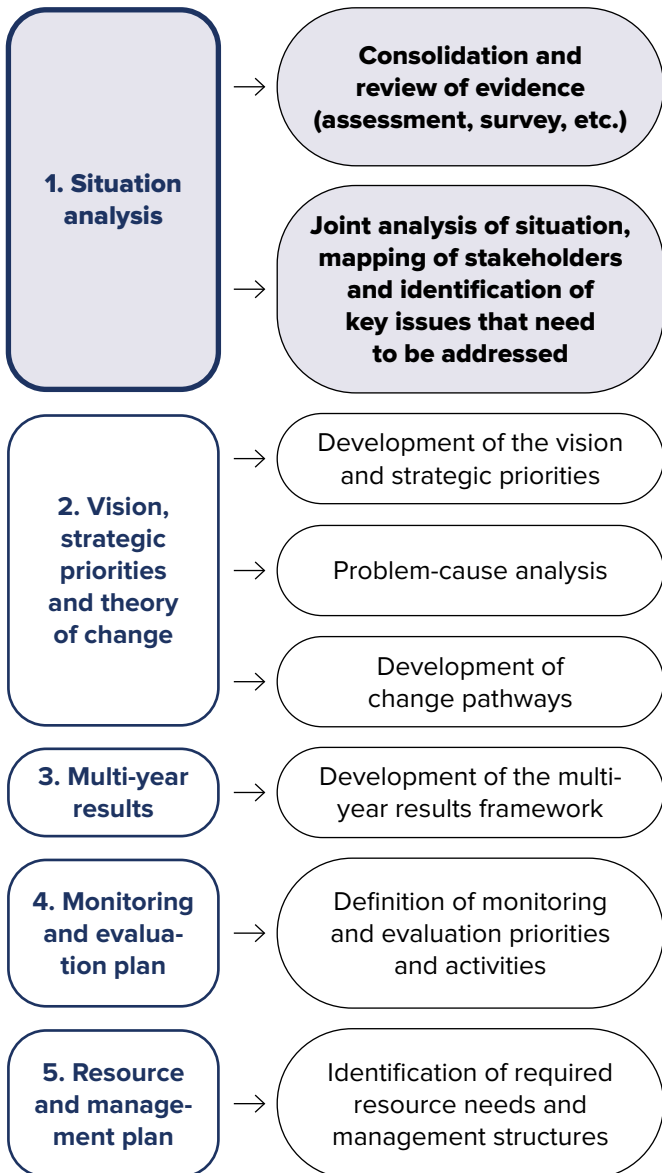 1. Situation
analysis
Consolidation and
review of evidence
(assessment, survey, etc.)
Joint analysis of situation,
mapping of stakeholders
and identification of
key issues that need
to be addressed
2. Vision,
strategic
priorities
and theory
of change
Development of the vision
and strategic priorities
Problem-cause analysis
Development of
change pathways
3. Multi-year
results
Development of the multi-
year results framework
4. Monitoring
and evalua-
tion plan
Definition of monitoring
and evaluation priorities
and activities
5. Resource
and manage-
ment plan
Identification of required
resource needs and
management structures